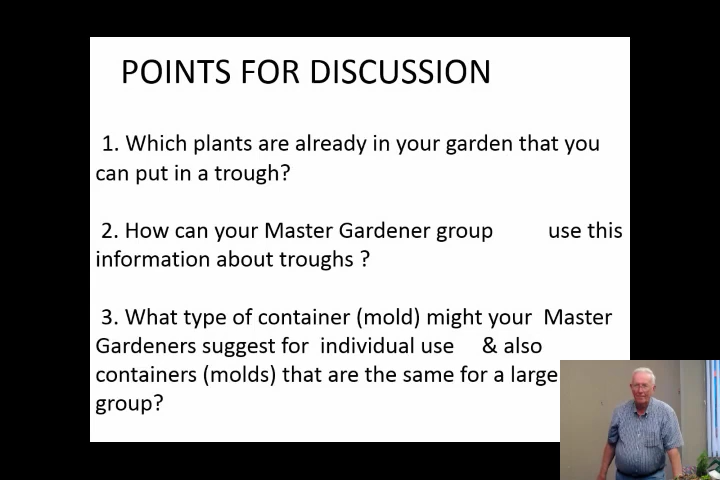 POINTS FOR DISCUSSION
1. Which plants are already in your garden that you
can put in a trough?
2. How can your Master Gardener group use this
information about troughs ?
3. What type of container (mold) might your Master
Gardeners suggest for individual use & also
containers (molds) that are the same for a large
group?